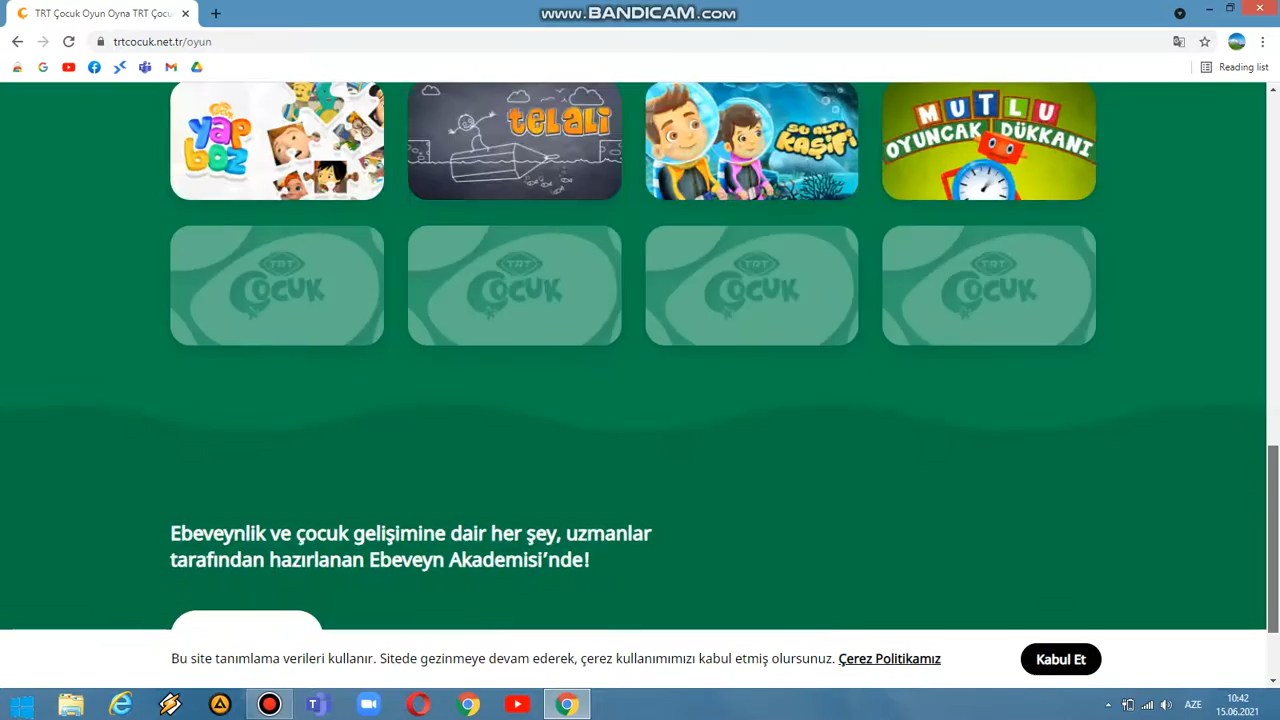 TRT Çocuk Oyun Oyna TRT Çocu
www.BANDICAM.com
trtcocuk.net.tr/oyun
Reading list
yap boz
telali
SU ALTI KAŞİFİ
MUTLU
OYUNCAK DÜKKANI
TRT ÇOCUK
TRT ÇOCUK
TRT ÇOCUK
TRT ÇOCUK
Ebeveynlik ve çocuk gelişimine dair her şey, uzmanlar
tarafından hazırlanan Ebeveyn Akademisi'nde!
Bu site tanımlama verileri kullanır. Sitede gezinmeye devam ederek, çerez kullanımımızı kabul etmiş olursunuz. Çerez Politikamız
Kabul Et
AZE
10:42
15.06.2021